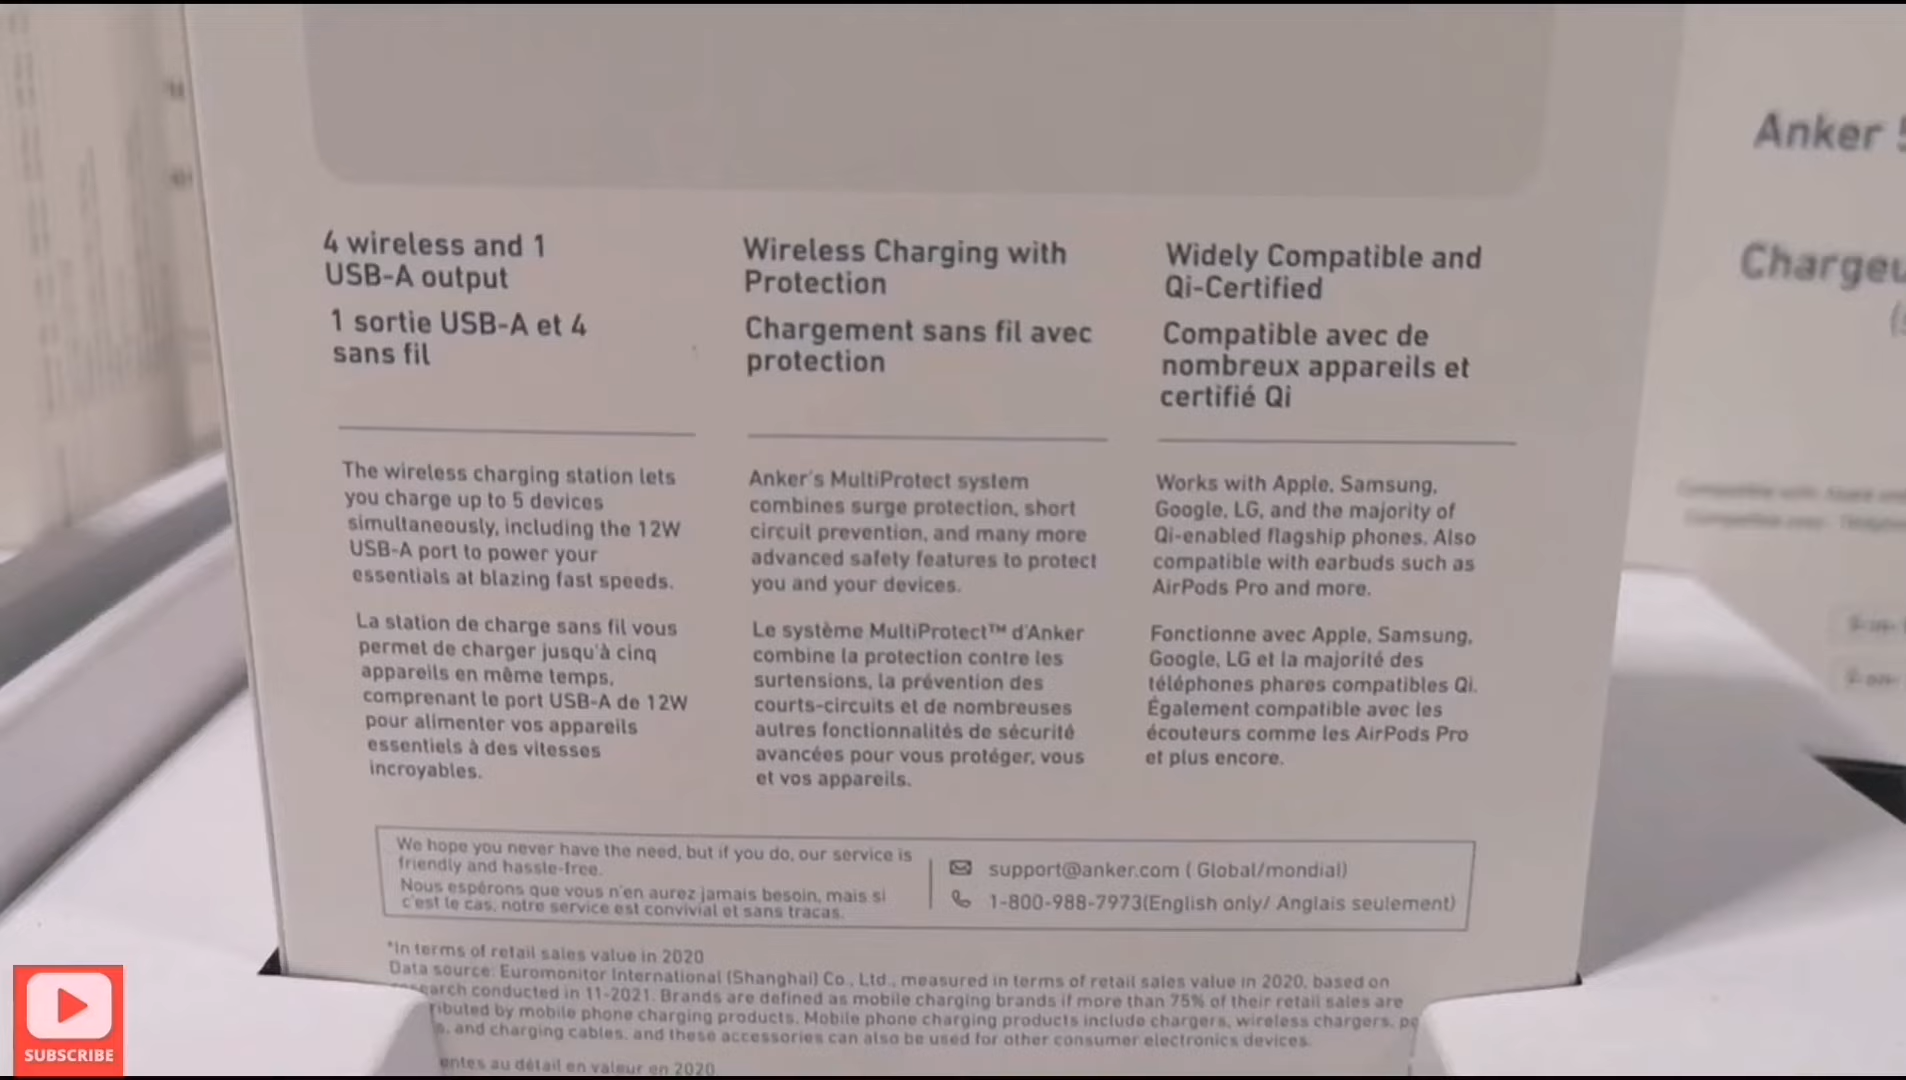 4 wireless and 1
USB-A output
1 sortie USB-A et 4
sans fil
The wireless charging station lets
you charge up to 5 devices
simultaneously, including the 12W
USB-A port to power your
essentials at blazing fast speeds.
La station de charge sans fil vous
permet de charger jusqu'à cinq
appareils en même temps,
comprenant le port USB-A de 12W
pour alimenter vos appareils
essentiels à des vitesses
incroyables.
Wireless Charging with
Protection
Chargement sans fil avec
protection
Anker's MultiProtect system
combines surge protection, short
circuit prevention, and many more
advanced safety features to protect
you and your devices.
Le système MultiProtect™ d'Anker
combine la protection contre les
surtensions, la prévention des
courts-circuits et de nombreuses
autres fonctionnalités de sécurité
avancées pour vous protéger, vous
et vos appareils.
Widely Compatible and
Qi-Certified
Compatible avec de
nombreux appareils et
certifié Qi
Works with Apple, Samsung,
Google, LG, and the majority of
Qi-enabled flagship phones. Also
compatible with earbuds such as
AirPods Pro and more.
Fonctionne avec Apple, Samsung,
Google, LG et la majorité des
téléphones phares compatibles Qi.
Également compatible avec les
écouteurs comme les AirPods Pro
et plus encore.
We hope you never have the need, but if you do, our service is
friendly and hassle-free.
Nous espérons que vous n'en aurez jamais besoin, mais si
c'est le cas, notre service est convivial et sans tracas.
support@anker.com ( Global/mondial)
1-800-988-7973(English only/ Anglais seulement)
*In terms of retail sales value in 2020
Data source: Euromonitor International (Shanghai) Co., Ltd., measured in terms of retail sales value in 2020, based on
conducted in 11-2021. Brands are defined as mobile charging brands if more than 75% of their retail sales are
by mobile phone charging products. Mobile phone charging products include chargers, wireless chargers,
and charging cables, and these accessories can also be used for other consumer electronics devices.
au détail en valeur en 2020
Anker
SUBSCRIBE